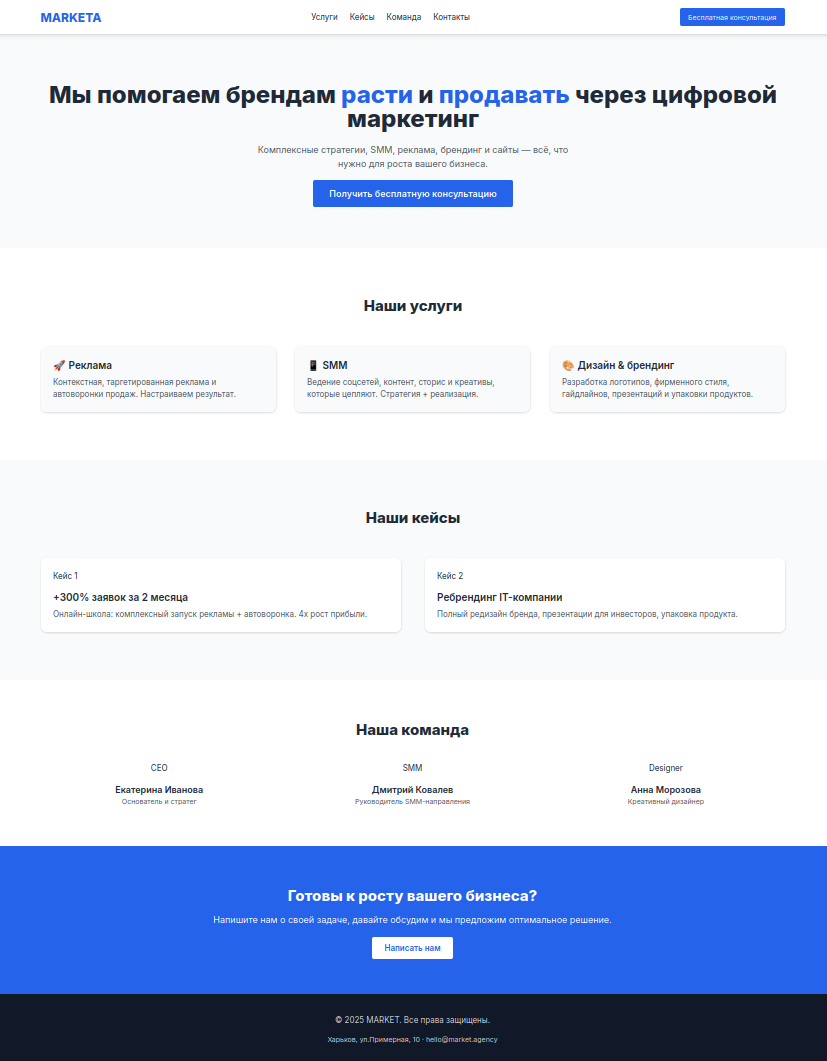 MARKETA
Услуги Кейсы Команда Контакты
Бесплатная консультация
Мы помогаем брендам расти и продавать через цифровой
маркетинг
Комплексные стратегии, SMM, реклама, брендинг и сайты — всё, что
нужно для роста вашего бизнеса.
Получить бесплатную консультацию
Наши услуги
🚀 Реклама
Контекстная, таргетированная реклама и
автоворонки продаж. Настраиваем результат.
📱 SMM
Ведение соцсетей, контент, сторис и креативы,
которые цепляют. Стратегия + реализация.
🎨 Дизайн & брендинг
Разработка логотипов, фирменного стиля,
гайдлайнов, презентаций и упаковки продуктов.
Наши кейсы
Кейс 1
+300% заявок за 2 месяца
Онлайн-школа: комплексный запуск рекламы + автоворонка. 4x рост прибыли.
Кейс 2
Ребрендинг IT-компании
Полный редизайн бренда, презентации для инвесторов, упаковка продукта.
Наша команда
CEO
Екатерина Иванова
Основатель и стратег
SMM
Дмитрий Ковалев
Руководитель SMM-направления
Designer
Анна Морозова
Креативный дизайнер
Готовы к росту вашего бизнеса?
Напишите нам о своей задаче, давайте обсудим и мы предложим оптимальное решение.
Написать нам
© 2025 MARKET. Все права защищены.
Харьков, ул.Примерная, 10 · hello@market.agency